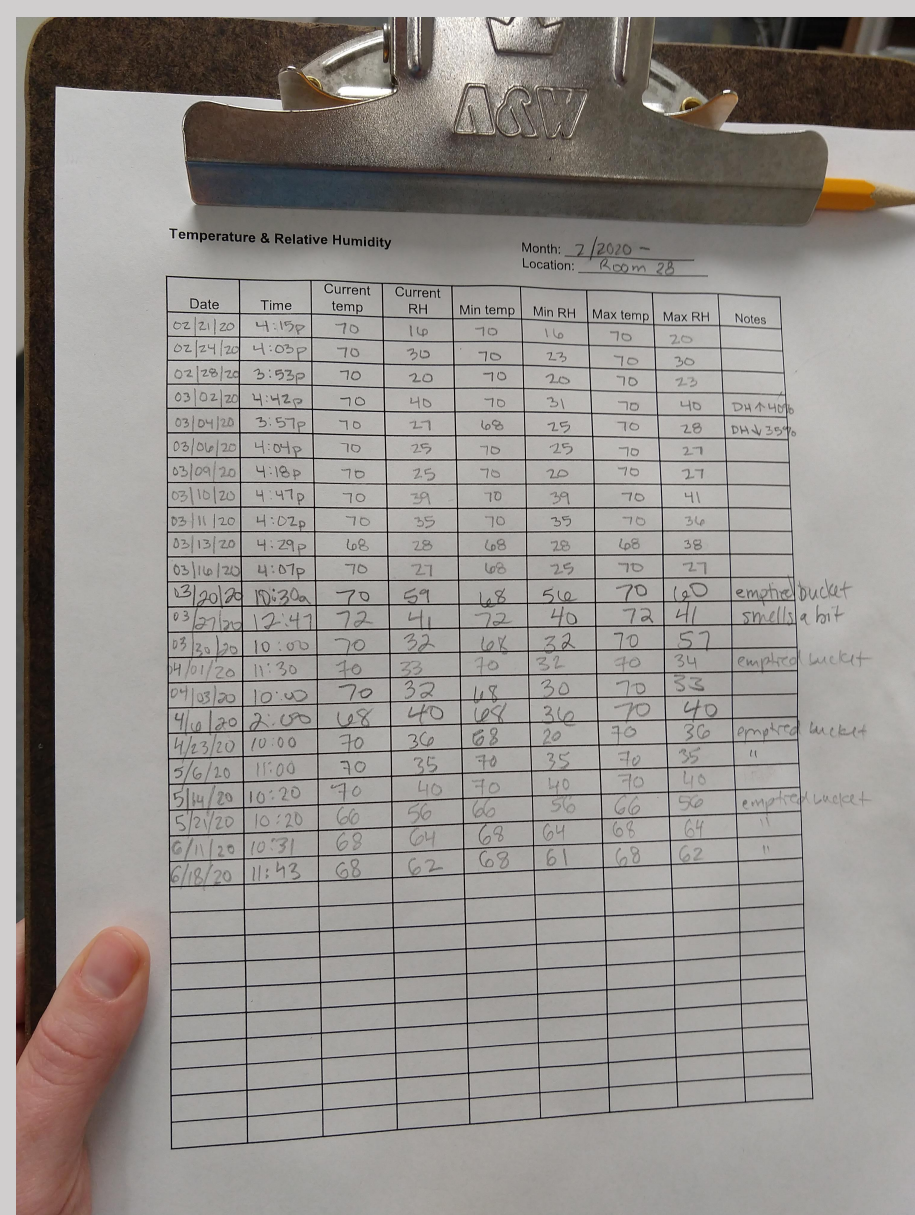 A&W
Temperature & Relative Humidity
Month: 2/2020 -
Location: Room 28
Date Time Current temp Current RH Min temp Min RH Max temp Max RH Notes
02/21/20 4:15p 70 16 70 16 70 20
02/24/20 4:03p 70 30 70 23 70 30
02/28/20 3:53p 70 20 70 20 70 23
03/02/20 4:42p 70 40 70 31 70 40 DH↑40%
03/04/20 3:57p 70 27 68 25 70 28 DH↓35%
03/06/20 4:04p 70 25 70 25 70 27
03/09/20 4:18p 70 25 70 20 70 27
03/10/20 4:47p 70 39 70 39 70 41
03/11/20 4:02p 70 35 70 35 70 36
03/13/20 4:29p 68 28 68 28 68 38
03/16/20 4:07p 70 27 68 25 70 27
03/20/20 10:30a 70 59 68 56 70 60 emptied bucket
03/27/20 12:47 72 41 72 40 72 41 smells a bit
03/30/20 10:00 70 32 68 32 70 57
04/01/20 11:30 70 33 70 32 70 34 emptied bucket
04/03/20 10:00 70 32 68 30 70 33
4/6/20 2:00 68 40 68 36 70 40
4/23/20 10:00 70 36 68 20 70 36 emptied bucket
5/6/20 11:00 70 35 70 35 70 35 "
5/14/20 10:20 70 40 70 40 70 40
5/21/20 10:20 66 56 66 56 66 56 emptied bucket
6/11/20 10:31 68 64 68 64 68 64 "
6/18/20 11:43 68 62 68 61 68 62 "